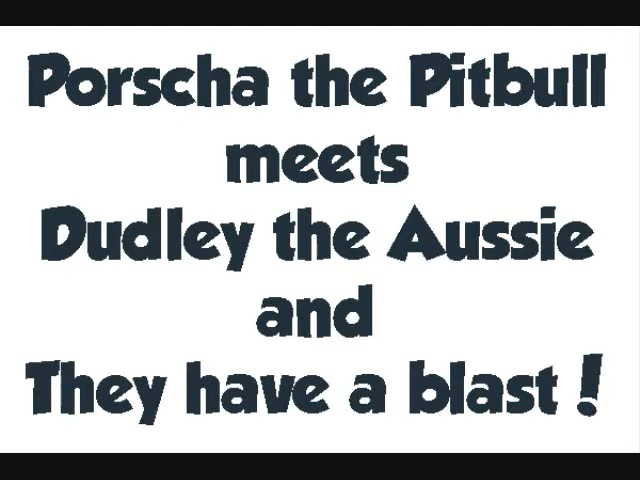 Porscha the Pitbull
meets
Dudley the Aussie
and
They have a blast!